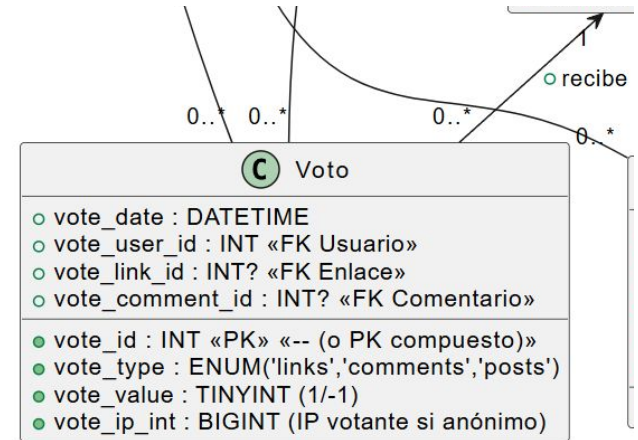 1
recibe
0..*
0..*
0..*
0..*
C Voto
vote_date : DATETIME
vote_user_id : INT «FK Usuario»
vote_link_id : INT? «FK Enlace»
vote_comment_id : INT? «FK Comentario»
vote_id : INT «PK» «-- (o PK compuesto)»
vote_type : ENUM('links','comments','posts')
vote_value : TINYINT (1/-1)
vote_ip_int : BIGINT (IP votante si anónimo)